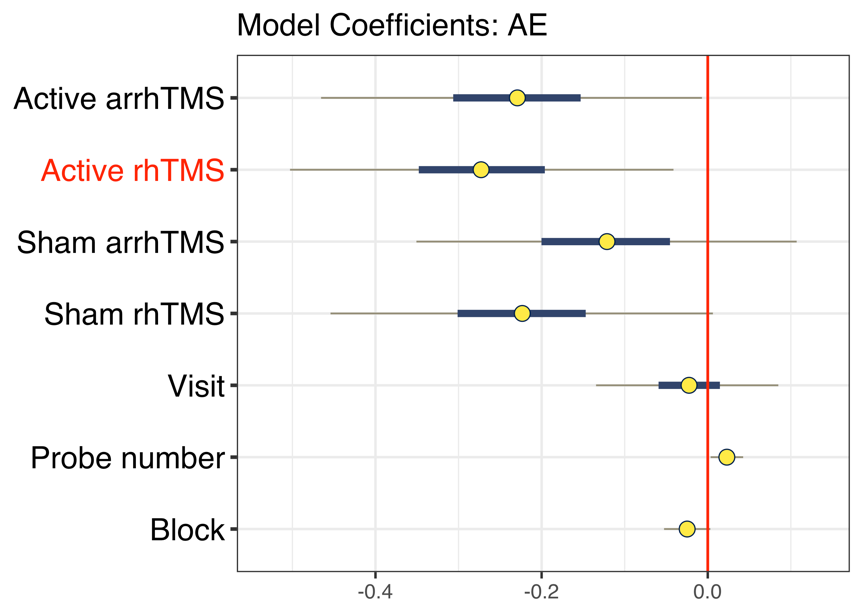 Model Coefficients: AE
Active arrhTMS
Active rhTMS
Sham arrhTMS
Sham rhTMS
Visit
Probe number
Block
-0.4 -0.2 0.0